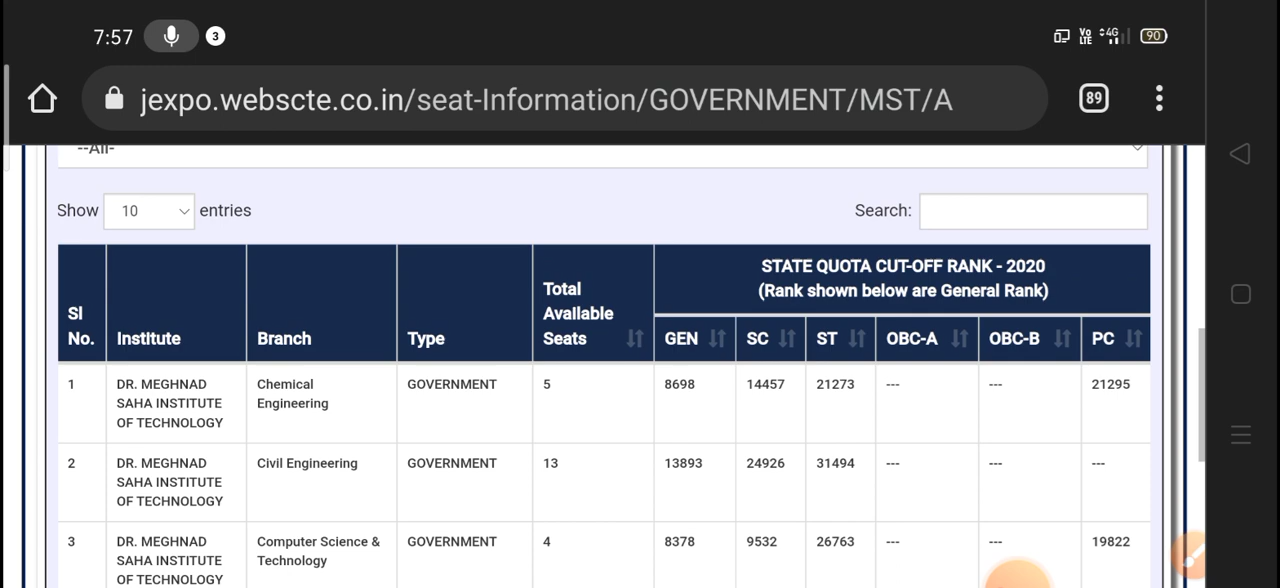 7:57 3 Vo LTE 4G 90
jexpo.webscte.co.in/seat-Information/GOVERNMENT/MST/A 89
--All-
Show 10 entries Search:
STATE QUOTA CUT-OFF RANK - 2020
(Rank shown below are General Rank)
Sl No. Institute Branch Type Total Available Seats GEN SC ST OBC-A OBC-B PC
1 DR. MEGHNAD SAHA INSTITUTE OF TECHNOLOGY Chemical Engineering GOVERNMENT 5 8698 14457 21273 --- --- 21295
2 DR. MEGHNAD SAHA INSTITUTE OF TECHNOLOGY Civil Engineering GOVERNMENT 13 13893 24926 31494 --- --- ---
3 DR. MEGHNAD SAHA INSTITUTE OF TECHNOLOGY Computer Science & Technology GOVERNMENT 4 8378 9532 26763 --- --- 19822